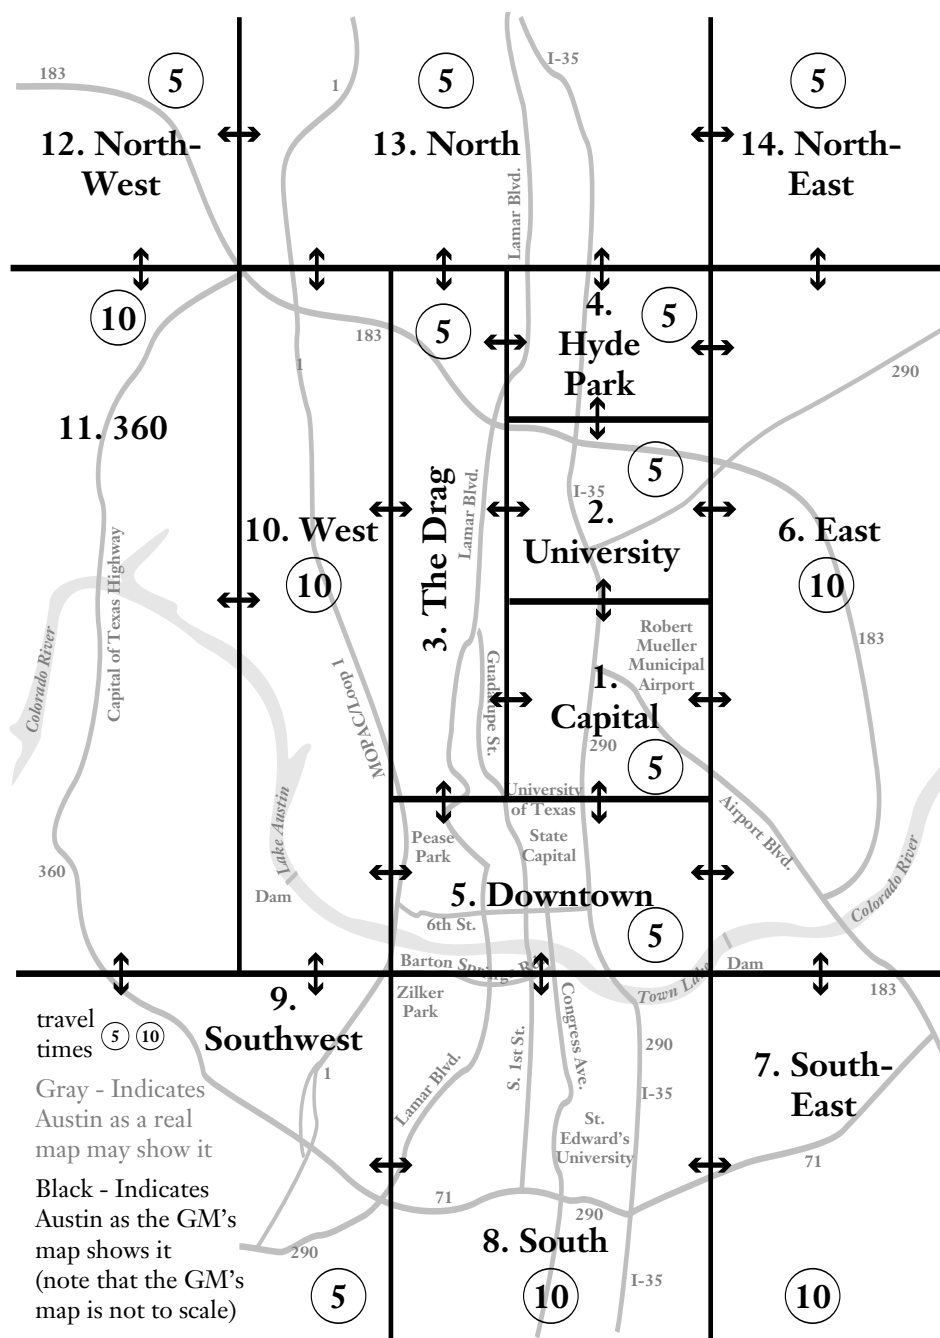 183
5
1
5
I-35
5
12. North-
West
13. North
14. North-
East
Lamar Blvd.
10
183
5
4.
Hyde
Park
5
290
1
11. 360
5
I-35
2.
University
3. The Drag
Lamar Blvd.
10. West
10
6. East
10
183
Capital of Texas Highway
Colorado River
Robert
Mueller
Municipal
Airport
1.
Capital
290
5
Guadalupe St.
MOPAC/Loop 1
University
of Texas
State
Capital
Pease
Park
Airport Blvd.
Colorado River
Lake Austin
Dam
360
5. Downtown
6th St.
5
Barton Springs Rd.
Zilker
Park
Town Lake
Dam
183
9.
Southwest
travel
times
5
10
Gray - Indicates
Austin as a real
map may show it
Black - Indicates
Austin as the GM's
map shows it
(note that the GM's
map is not to scale)
1
Lamar Blvd.
S. 1st St.
Congress Ave.
290
I-35
7. South-
East
St.
Edward's
University
71
71
290
290
8. South
I-35
5
10
10